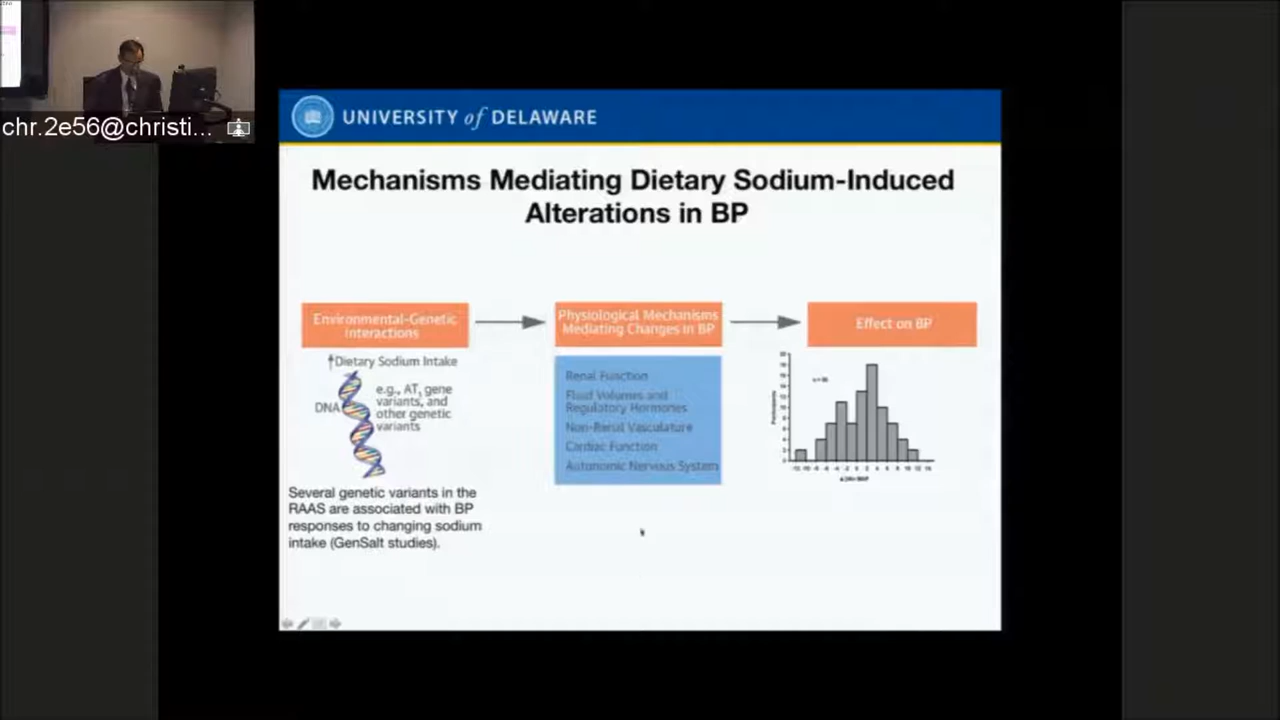 chr.2e56@christi...
UNIVERSITY of DELAWARE
Mechanisms Mediating Dietary Sodium-Induced
Alterations in BP
Environmental-Genetic
Interactions
↑Dietary Sodium Intake
DNA
e.g., AT, gene
variants, and
other genetic
variants
Several genetic variants in the
RAAS are associated with BP
responses to changing sodium
intake (GenSalt studies).
Physiological Mechanisms
Mediating Changes in BP
Renal Function
Fluid Volumes and
Regulatory Hormones
Non-Renal Vasculature
Cardiac Function
Autonomic Nervous System
Effect on BP